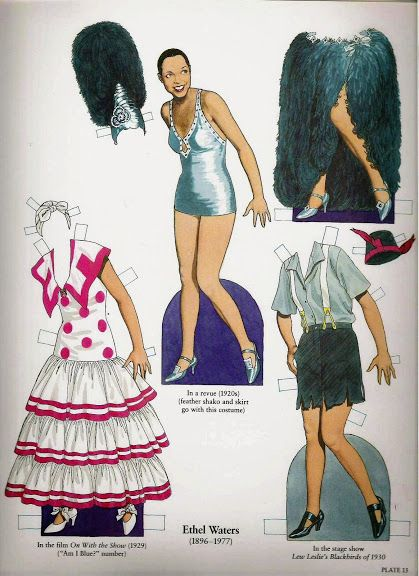 In a revue (1920s)
(feather shako and skirt
go with this costume)
In the film On With the Show (1929)
("Am I Blue?" number)
Ethel Waters
(1896–1977)
In the stage show
Lew Leslie's Blackbirds of 1930
PLATE 13